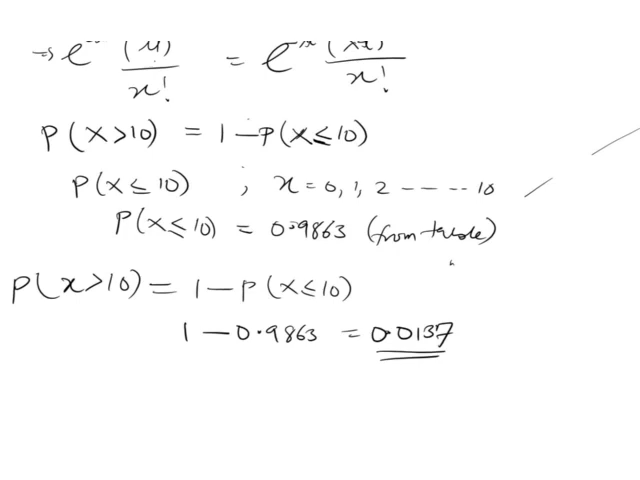 ⇒ e (μ) / x! = e (λt) / x!
P(X>10) = 1 – P(X≤10)
P(X≤10) ; x = 0, 1, 2 - - - - - 10
P(X≤10) = 0.9863 (from table)
P(x>10) = 1 – P(X≤10)
1 – 0.9863 = 0.0137